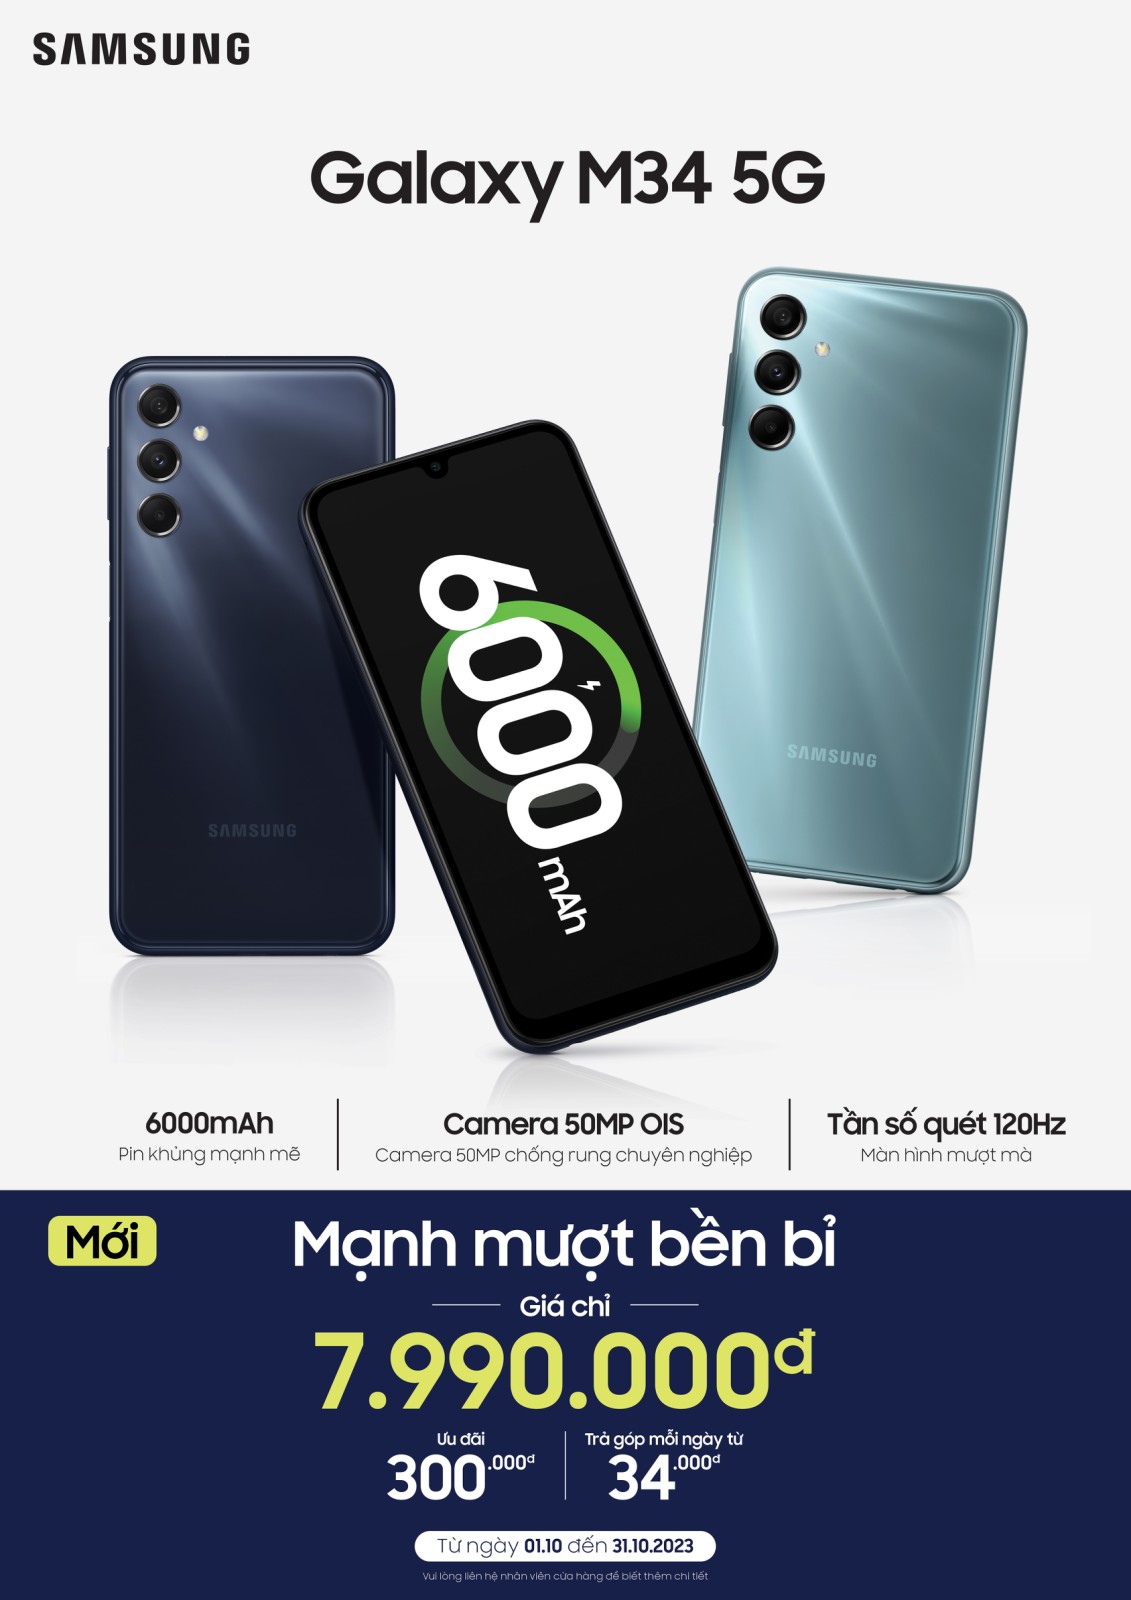 SAMSUNG
Galaxy M34 5G
SAMSUNG
SAMSUNG
6000 mAh
6000mAh
Pin khủng mạnh mẽ
Camera 50MP OIS
Camera 50MP chống rung chuyên nghiệp
Tần số quét 120Hz
Màn hình mượt mà
Mới
Mạnh mượt bền bỉ
Giá chỉ
7.990.000đ
Ưu đãi
300.000đ
Trả góp mỗi ngày từ
34.000đ
Từ ngày 01.10 đến 31.10.2023
Vui lòng liên hệ nhân viên cửa hàng để biết thêm chi tiết